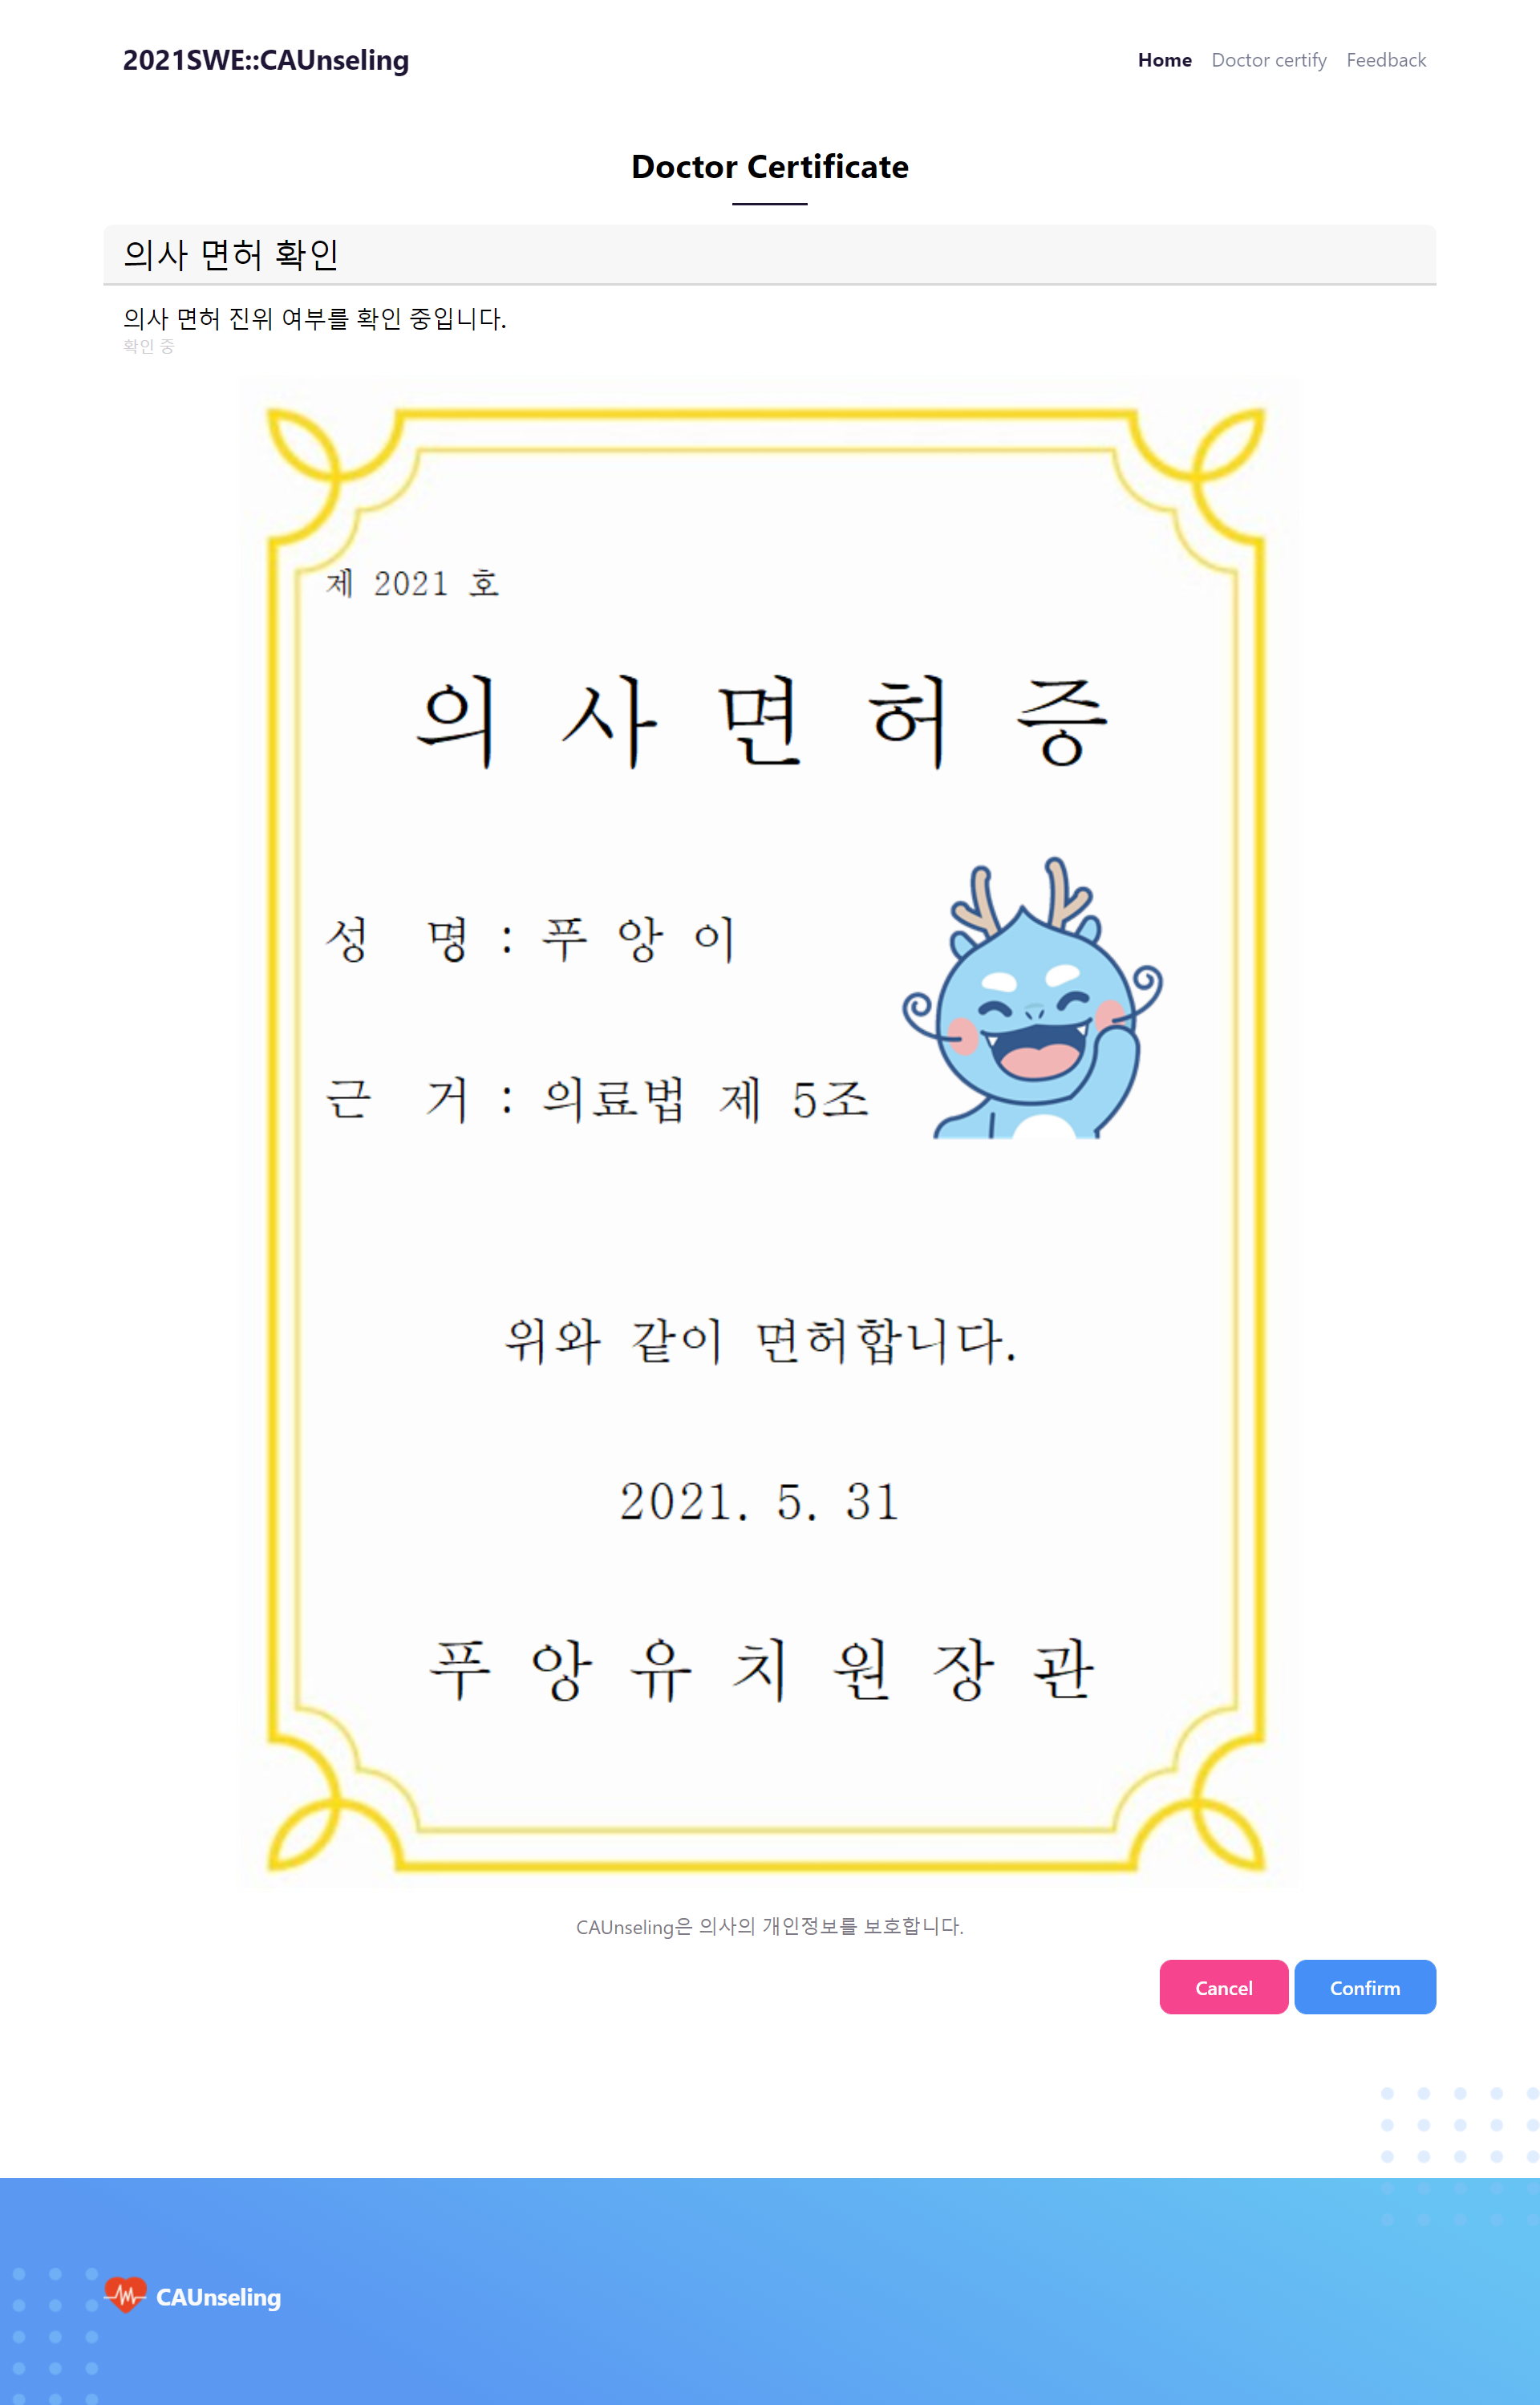 2021SWE::CAUnseling
Home Doctor certify Feedback
Doctor Certificate
의사 면허 확인
의사 면허 진위 여부를 확인 중입니다.
확인 중
제 2021 호
의 사 면 허 증
성 명 : 푸 앙 이
근 거 : 의료법 제 5조
위와 같이 면허합니다.
2021. 5. 31
푸 앙 유 치 원 장 관
CAUnseling은 의사의 개인정보를 보호합니다.
Cancel Confirm
CAUnseling